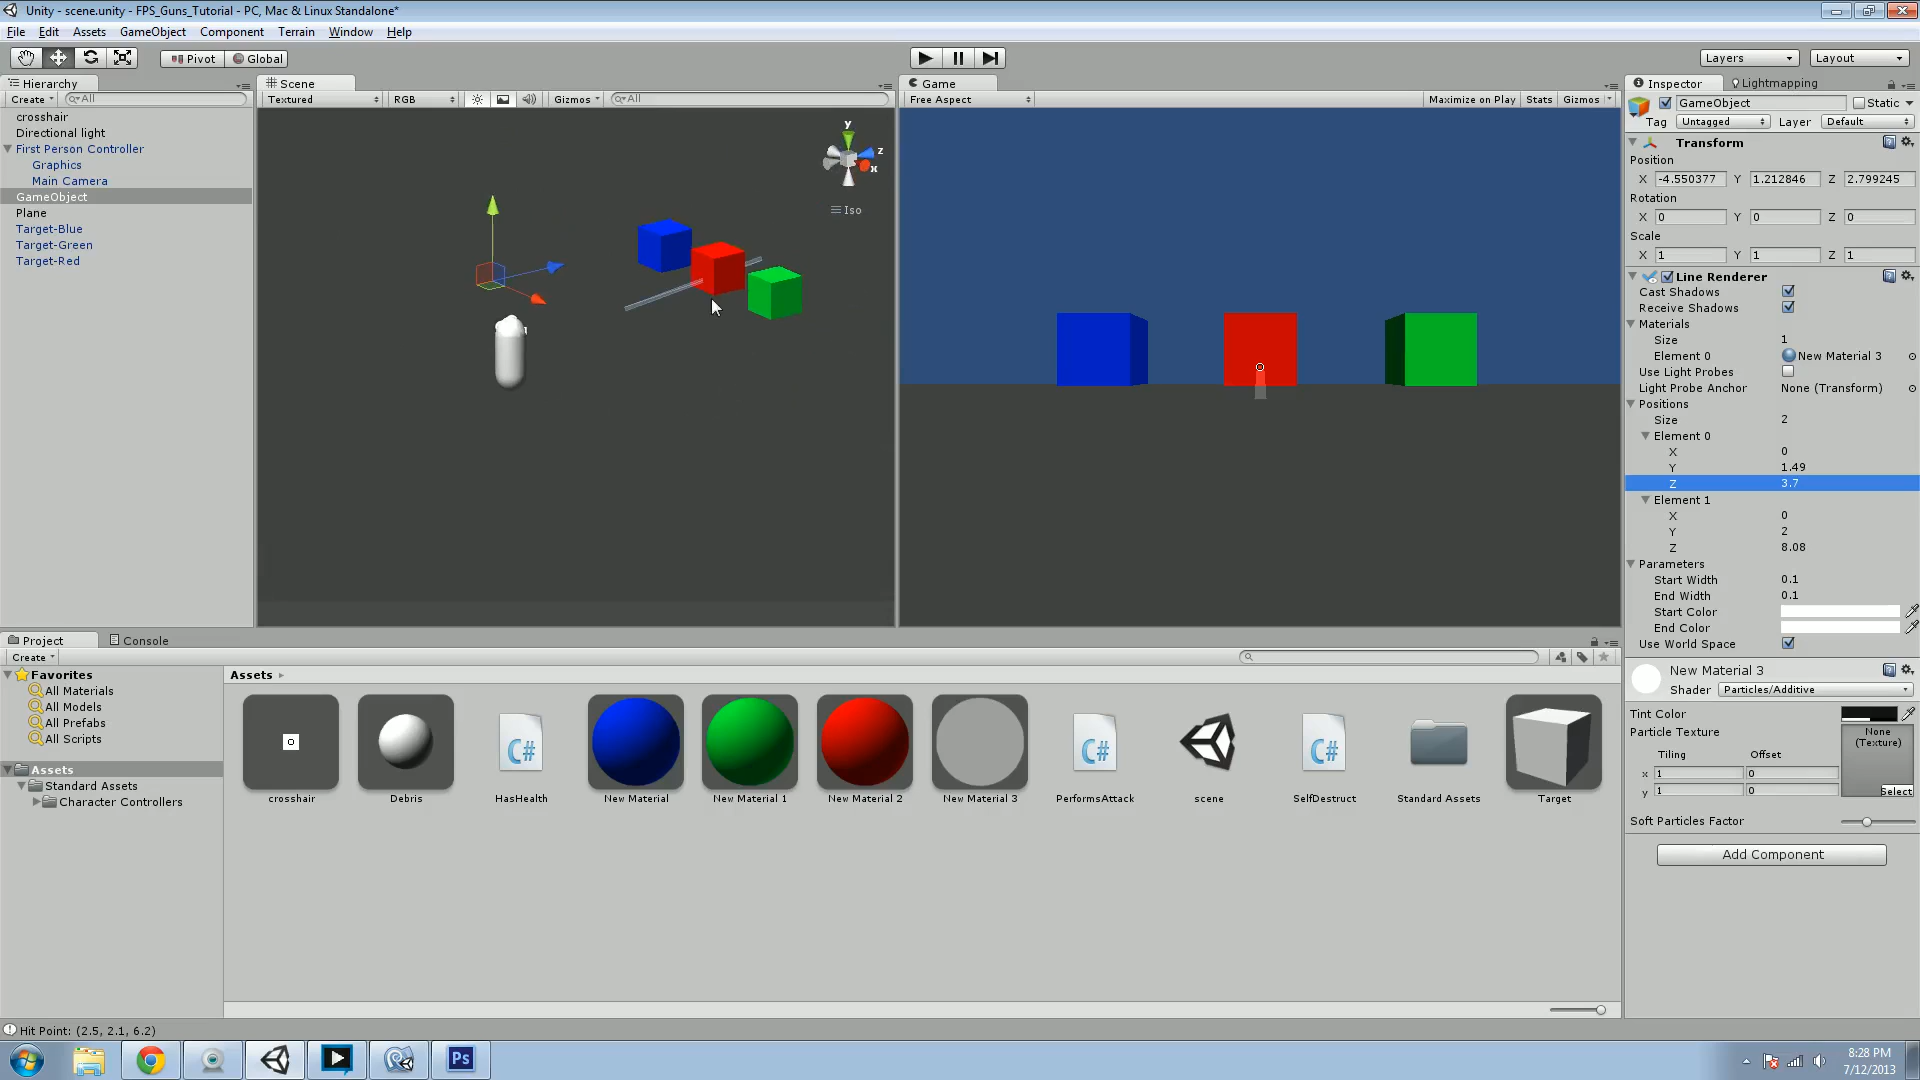 Unity - scene.unity - FPS_Guns_Tutorial - PC, Mac & Linux Standalone*
File Edit Assets GameObject Component Terrain Window Help
Pivot Global Layers Layout
Hierarchy
Create All
crosshair
Directional light
First Person Controller
Graphics
Main Camera
GameObject
Plane
Target-Blue
Target-Green
Target-Red
Scene
Textured RGB Gizmos All
y
z
x
Iso
Game
Free Aspect Maximize on Play Stats Gizmos
Inspector Lightmapping
GameObject Static
Tag Untagged Layer Default
Transform
Position
X -4.550377 Y 1.212846 Z 2.799245
Rotation
X 0 Y 0 Z 0
Scale
X 1 Y 1 Z 1
Line Renderer
Cast Shadows
Receive Shadows
Materials
Size 1
Element 0 New Material 3
Use Light Probes
Light Probe Anchor None (Transform)
Positions
Size 2
Element 0
X 0
Y 1.49
Z 3.7
Element 1
X 0
Y 2
Z 8.08
Parameters
Start Width 0.1
End Width 0.1
Start Color
End Color
Use World Space
New Material 3
Shader Particles/Additive
Tint Color
Particle Texture None (Texture)
Tiling Offset
x 1 0
y 1 0
Select
Soft Particles Factor
Add Component
Project Console
Create
Favorites
All Materials
All Models
All Prefabs
All Scripts
Assets
Standard Assets
Character Controllers
Assets
C# C# C#
crosshair Debris HasHealth New Material New Material 1 New Material 2 New Material 3 PerformsAttack scene SelfDestruct Standard Assets Target
Hit Point: (2.5, 2.1, 6.2)
Ps
8:28 PM
7/12/2013